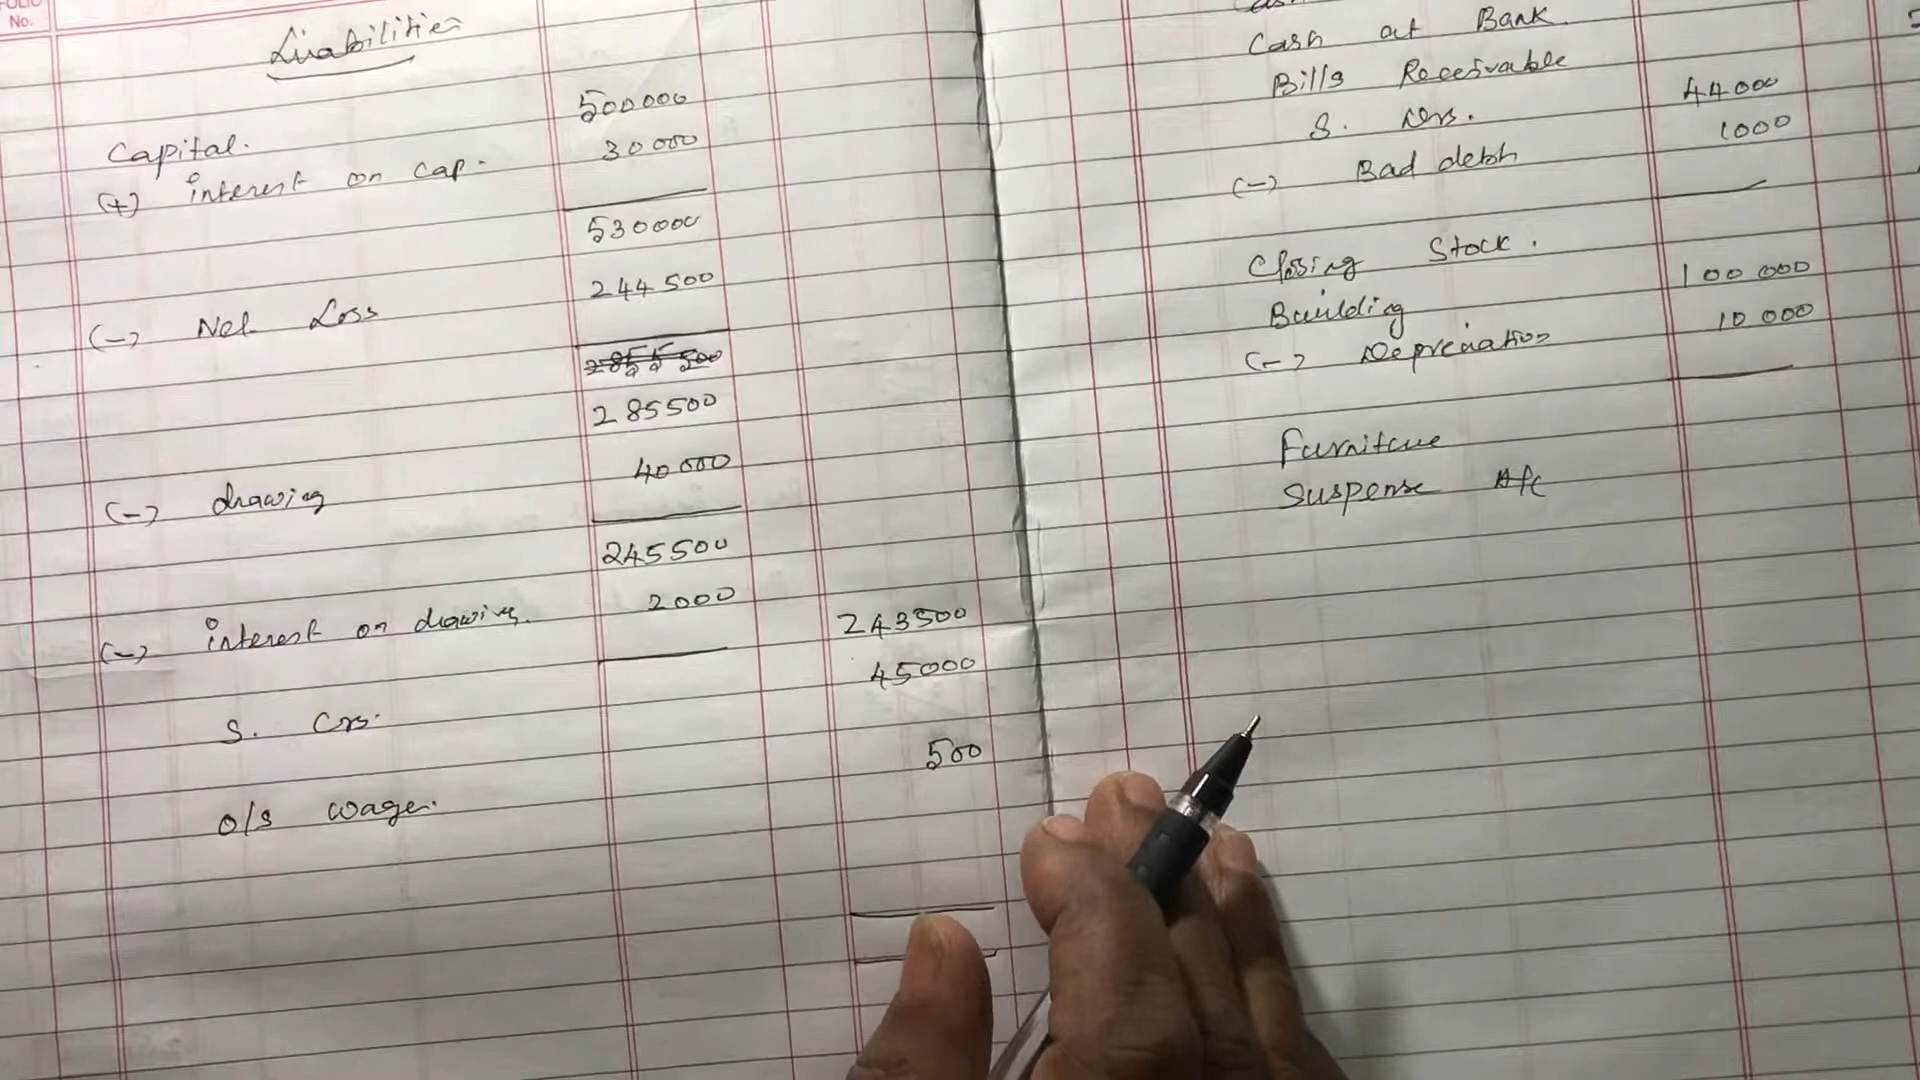 FOLIO
No.
Liabilities
Capital. 500000
(+) interest on cap. 30000
530000
(-) Net Loss 244500
285500
(-) drawing 40000
245500
(-) interest on drawing. 2000 243500
S. Crs. 45000
O/S wages. 500
Cash
Cash at Bank.
Bills Receivable
S. Drs. 44000
(-) Bad debts 1000
Closing Stock.
Building 100000
(-) Depreciation 10000
Furniture
Suspense A/c